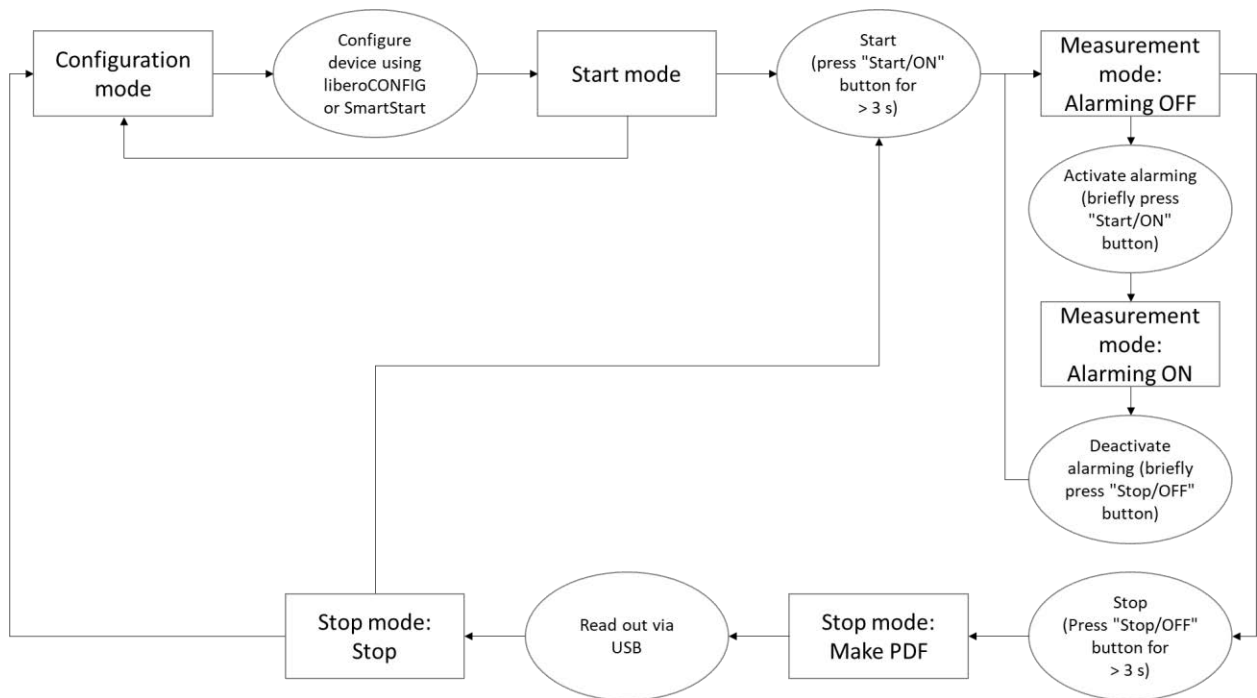 Configuration
mode
Configure
device using
liberoCONFIG
or SmartStart
Start mode
Start
(press "Start/ON"
button for
> 3 s)
Measurement
mode:
Alarming OFF
Activate alarming
(briefly press
"Start/ON"
button)
Measurement
mode:
Alarming ON
Deactivate
alarming (briefly
press "Stop/OFF"
button)
Stop mode:
Stop
Read out via
USB
Stop mode:
Make PDF
Stop
(Press "Stop/OFF"
button for
> 3 s)